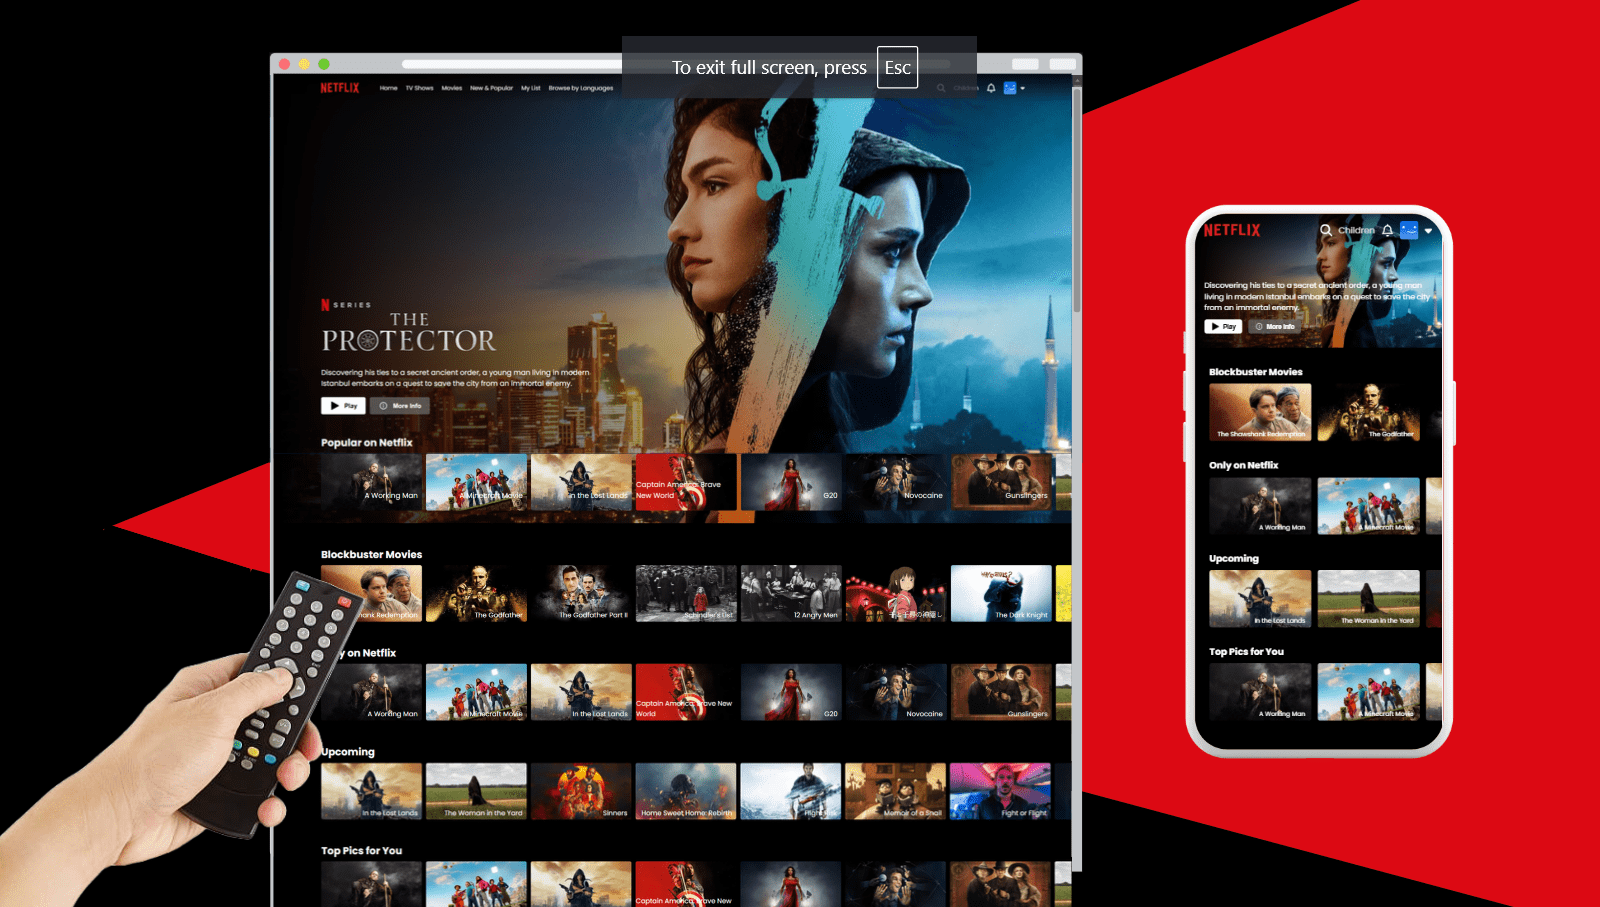 To exit full screen, press Esc
NETFLIX Home TV Shows Movies New & Popular My List Browse by Languages Children
N SERIES
THE
PROTECTOR
Discovering his ties to a secret ancient order, a young man living in modern
Istanbul embarks on a quest to save the city from an immortal enemy.
Play More Info
Popular on Netflix
A Working Man
A Minecraft Movie
In the Lost Lands
Captain America: Brave
New World
G20
Novocaine
Gunslingers
Blockbuster Movies
Redemption
The Godfather
The Godfather Part II
Schindler's List
12 Angry Men
The Dark Knight
on Netflix
A Working Man
A Minecraft Movie
In the Lost Lands
Captain America: Brave New
World
G20
Novocaine
Gunslingers
Upcoming
In the Lost Lands
The Woman in the Yard
Sinners
Home Sweet Home: Rebirth
Memoir of a Snail
Fight or Flight
Top Pics for You
Captain America: Brave
NETFLIX Children
Discovering his ties to a secret ancient order, a young man
living in modern Istanbul embarks on a quest to save the city
from an immortal enemy.
Play More Info
Blockbuster Movies
The Shawshank Redemption
The Godfather
Only on Netflix
A Working Man
A Minecraft Movie
Upcoming
In the Lost Lands
The Woman in the Yard
Top Pics for You
A Working Man
A Minecraft Movie